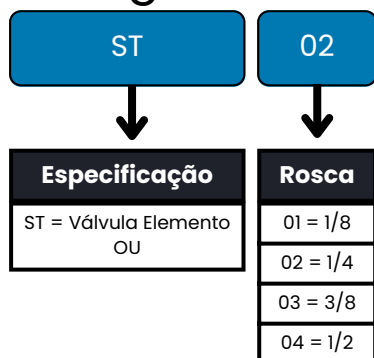 ST 02
Especificação Rosca
ST = Válvula Elemento
OU
01 = 1/8
02 = 1/4
03 = 3/8
04 = 1/2